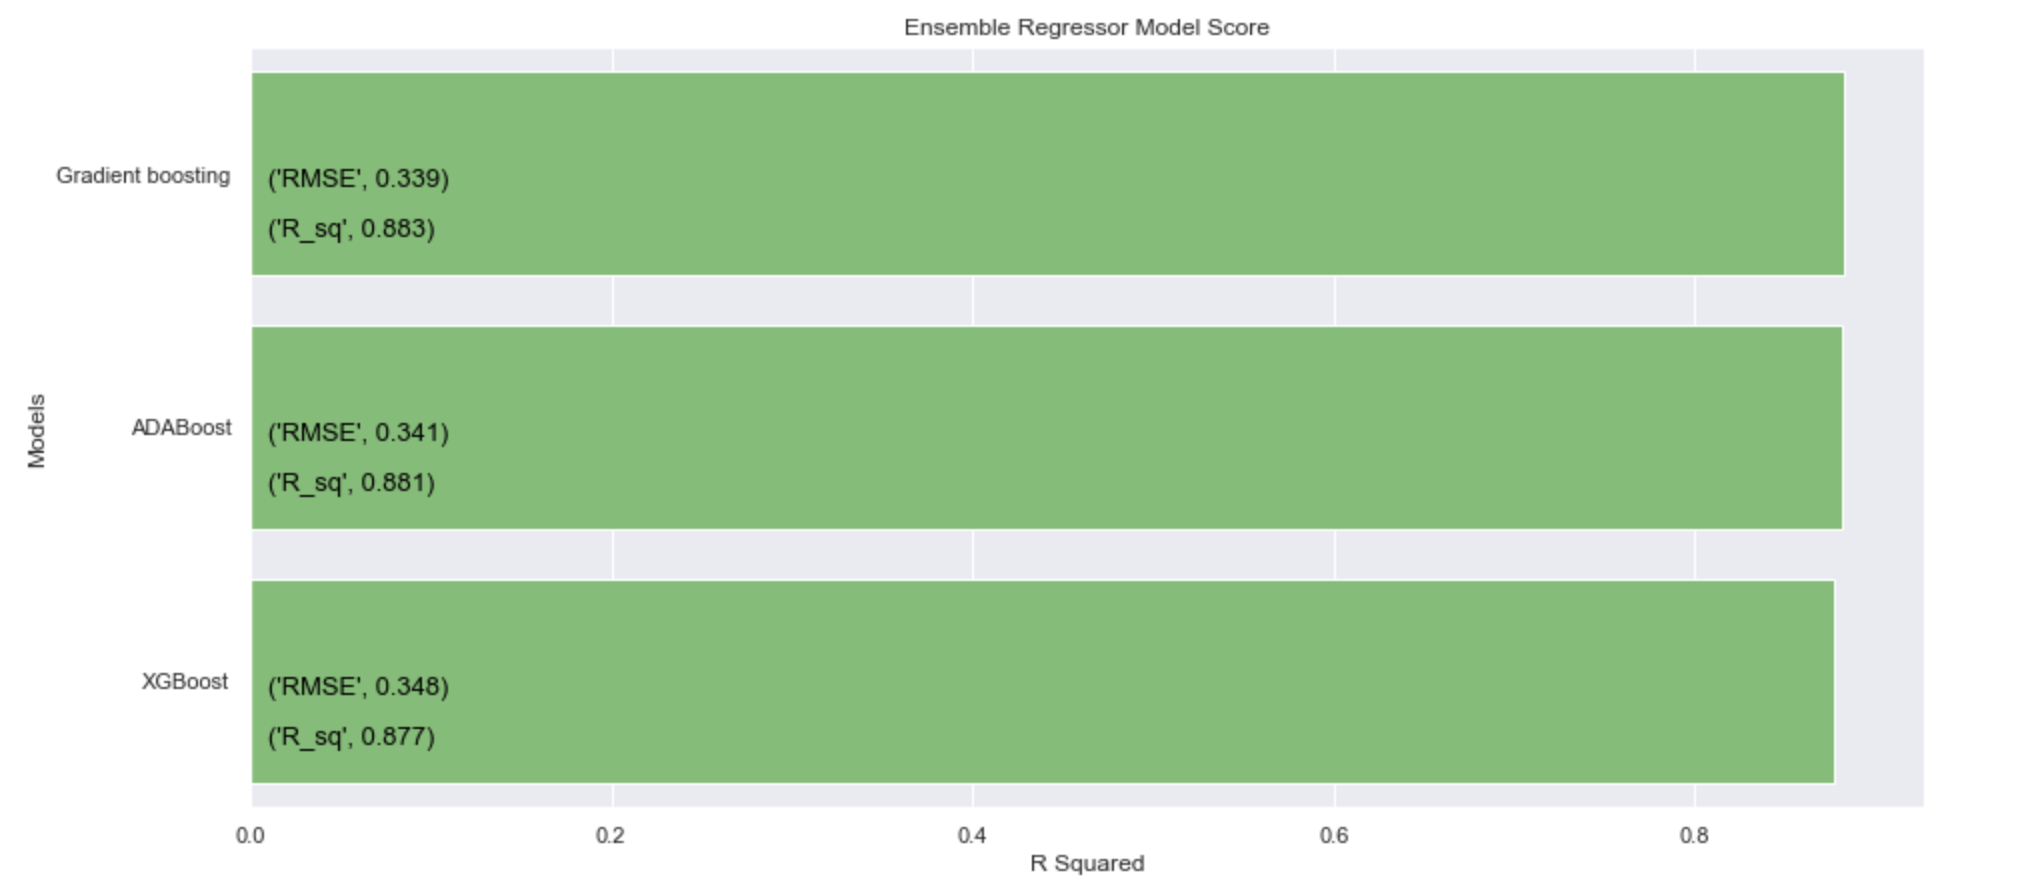 Ensemble Regressor Model Score
Gradient boosting
('RMSE', 0.339)
('R_sq', 0.883)
ADABoost
('RMSE', 0.341)
('R_sq', 0.881)
XGBoost
('RMSE', 0.348)
('R_sq', 0.877)
Models
0.0 0.2 0.4 0.6 0.8
R Squared